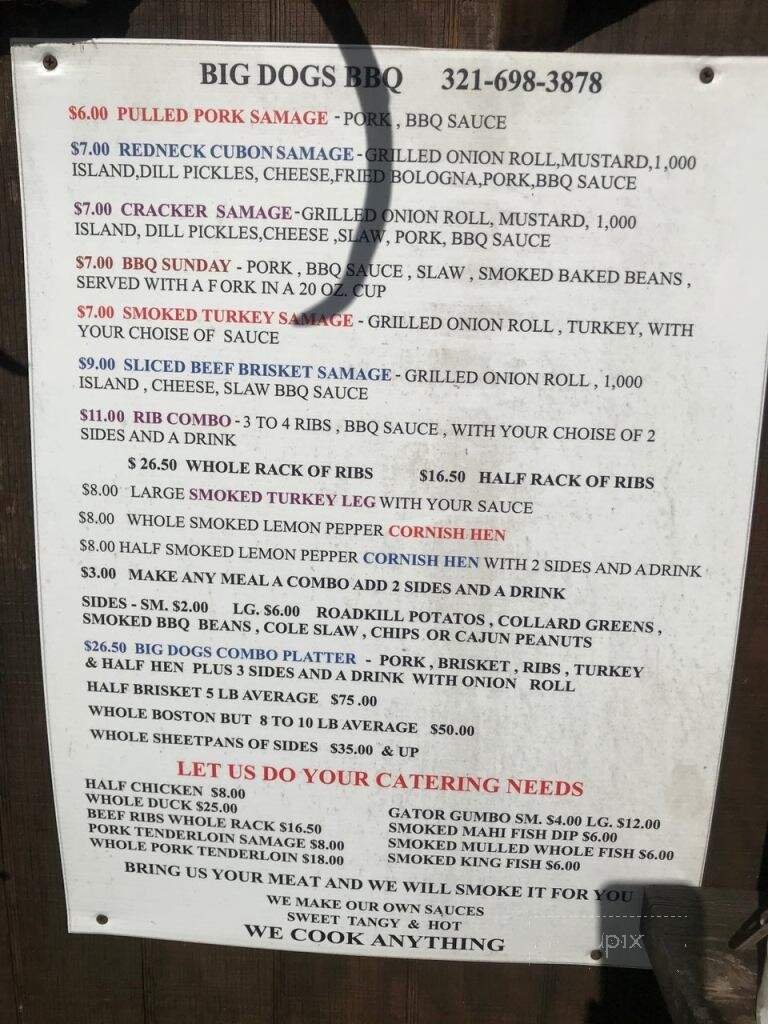 BIG DOGS BBQ 321-698-3878
$6.00 PULLED PORK SAMAGE - PORK , BBQ SAUCE
$7.00 REDNECK CUBON SAMAGE - GRILLED ONION ROLL,MUSTARD,1,000
ISLAND,DILL PICKLES, CHEESE,FRIED BOLOGNA,PORK,BBQ SAUCE
$7.00 CRACKER SAMAGE-GRILLED ONION ROLL, MUSTARD, 1,000
ISLAND, DILL PICKLES,CHEESE ,SLAW, PORK, BBQ SAUCE
$7.00 BBQ SUNDAY - PORK , BBQ SAUCE , SLAW , SMOKED BAKED BEANS ,
SERVED WITH A FORK IN A 20 OZ. CUP
$7.00 SMOKED TURKEY SAMAGE - GRILLED ONION ROLL , TURKEY, WITH
YOUR CHOISE OF SAUCE
$9.00 SLICED BEEF BRISKET SAMAGE - GRILLED ONION ROLL , 1,000
ISLAND , CHEESE, SLAW BBQ SAUCE
$11.00 RIB COMBO - 3 TO 4 RIBS , BBQ SAUCE , WITH YOUR CHOISE OF 2
SIDES AND A DRINK
$ 26.50 WHOLE RACK OF RIBS $16.50 HALF RACK OF RIBS
$8.00 LARGE SMOKED TURKEY LEG WITH YOUR SAUCE
$8.00 WHOLE SMOKED LEMON PEPPER CORNISH HEN
$8.00 HALF SMOKED LEMON PEPPER CORNISH HEN WITH 2 SIDES AND A DRINK
$3.00 MAKE ANY MEAL A COMBO ADD 2 SIDES AND A DRINK
SIDES - SM. $2.00 LG. $6.00 ROADKILL POTATOES , COLLARD GREENS ,
SMOKED BBQ BEANS , COLE SLAW , CHIPS OR CAJUN PEANUTS
$26.50 BIG DOGS COMBO PLATTER - PORK , BRISKET , RIBS , TURKEY
& HALF HEN PLUS 3 SIDES AND A DRINK WITH ONION ROLL
HALF BRISKET 5 LB AVERAGE $75.00
WHOLE BOSTON BUT 8 TO 10 LB AVERAGE $50.00
WHOLE SHEETPANS OF SIDES $35.00 & UP
LET US DO YOUR CATERING NEEDS
HALF CHICKEN $8.00
WHOLE DUCK $25.00
BEEF RIBS WHOLE RACK $16.50
PORK TENDERLOIN SAMAGE $8.00
WHOLE PORK TENDERLOIN $18.00
GATOR GUMBO SM. $4.00 LG. $12.00
SMOKED MAHI FISH DIP $6.00
SMOKED MULLED WHOLE FISH $6.00
SMOKED KING FISH $6.00
BRING US YOUR MEAT AND WE WILL SMOKE IT FOR YOU
WE MAKE OUR OWN SAUCES
SWEET TANGY & HOT
WE COOK ANYTHING